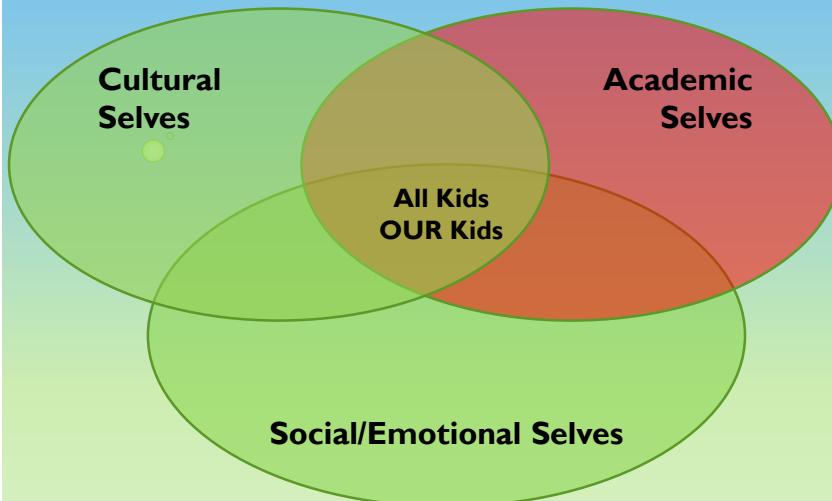 Cultural
Selves
Academic
Selves
All Kids
OUR Kids
Social/Emotional Selves